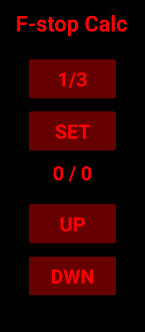 F-stop Calc
1/3
SET
0 / 0
UP
DWN